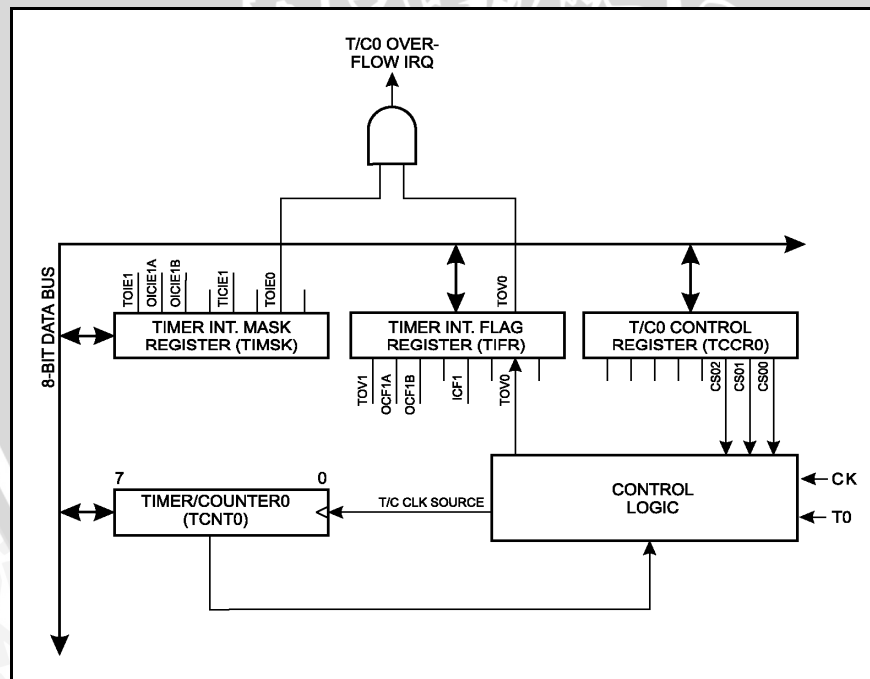 T/C0 OVER-
FLOW IRQ
8-BIT DATA BUS
TOIE1
OICIE1A
OICIE1B
TICIE1
TOIE0
TOV0
TIMER INT. MASK
REGISTER (TIMSK)
TIMER INT. FLAG
REGISTER (TIFR)
T/C0 CONTROL
REGISTER (TCCR0)
TOV1
OCF1A
OCF1B
ICF1
TOV0
CS02
CS01
CS00
7
0
TIMER/COUNTER0
(TCNT0)
T/C CLK SOURCE
CONTROL
LOGIC
CK
T0